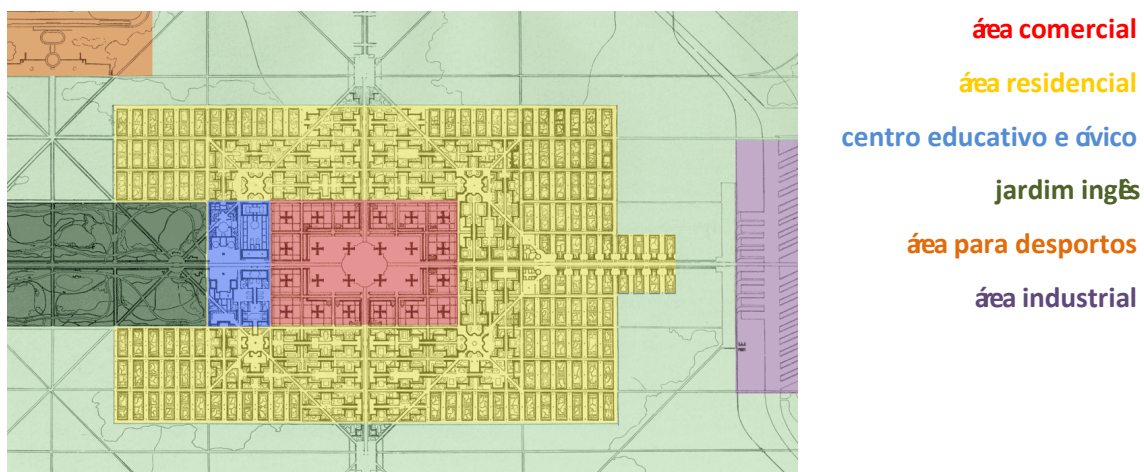 área comercial
área residencial
centro educativo e cívico
jardim inglês
área para desportos
área industrial